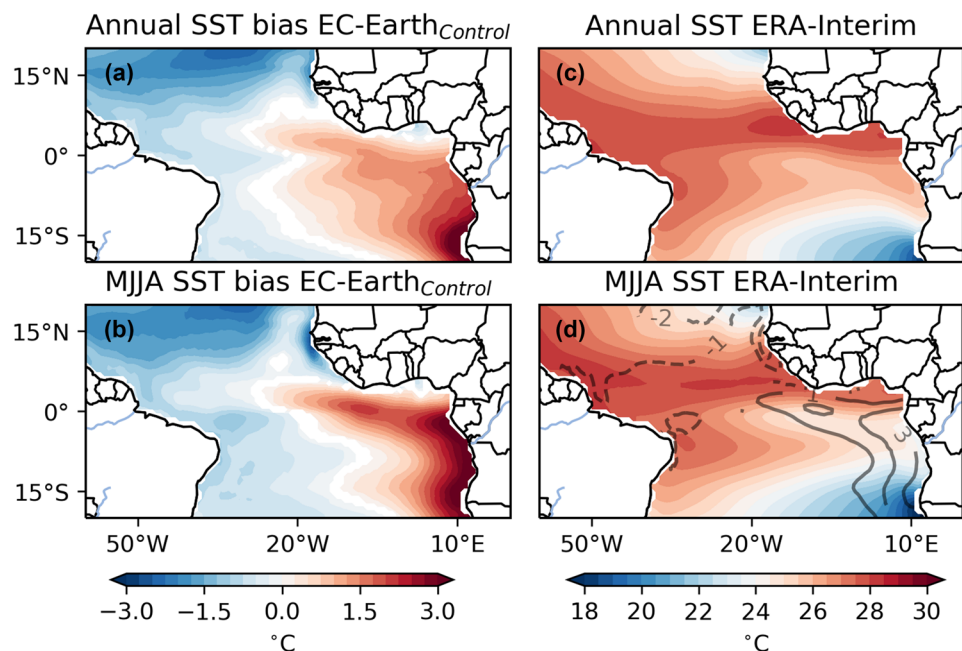 Annual SST bias EC-Earth_Control
Annual SST ERA-Interim
(a)
(c)
15°N
0°
15°S
MJJA SST bias EC-Earth_Control
MJJA SST ERA-Interim
(b)
(d)
-2
-1
1
3
15°N
0°
15°S
50°W 20°W 10°E
50°W 20°W 10°E
−3.0 −1.5 0.0 1.5 3.0
°C
18 20 22 24 26 28 30
°C